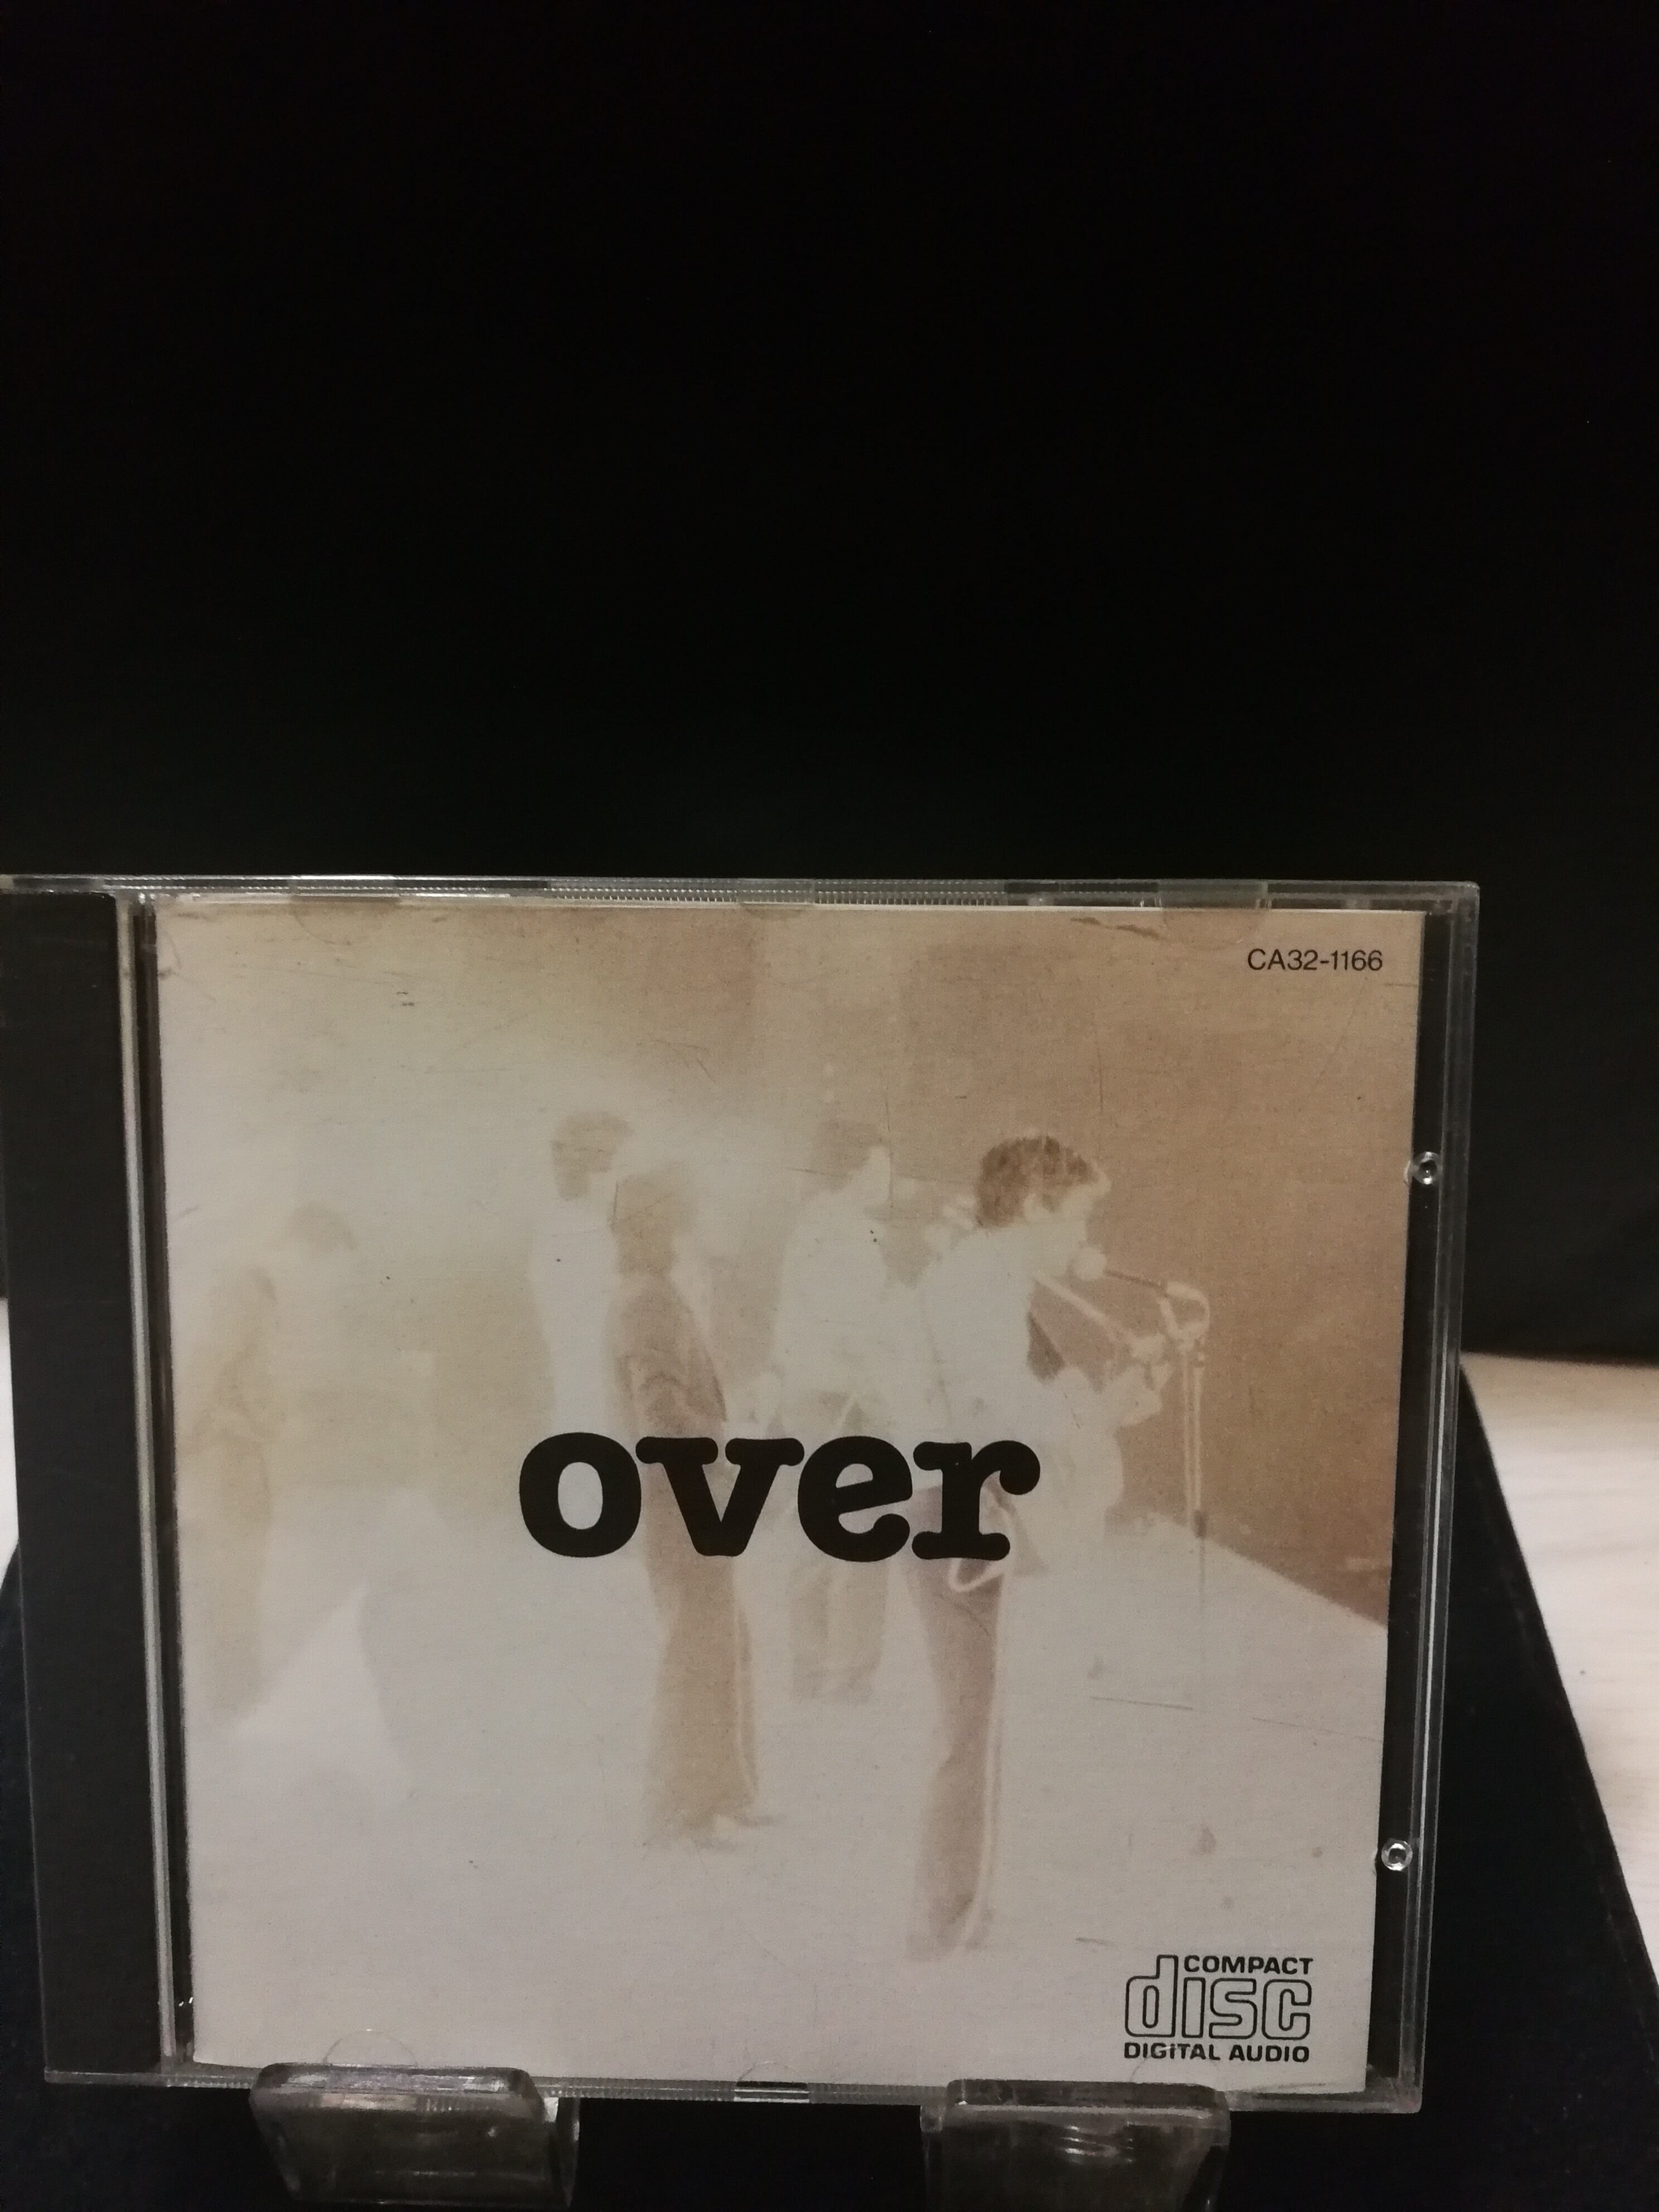 CA32-1166
over
COMPACT
disc
DIGITAL AUDIO